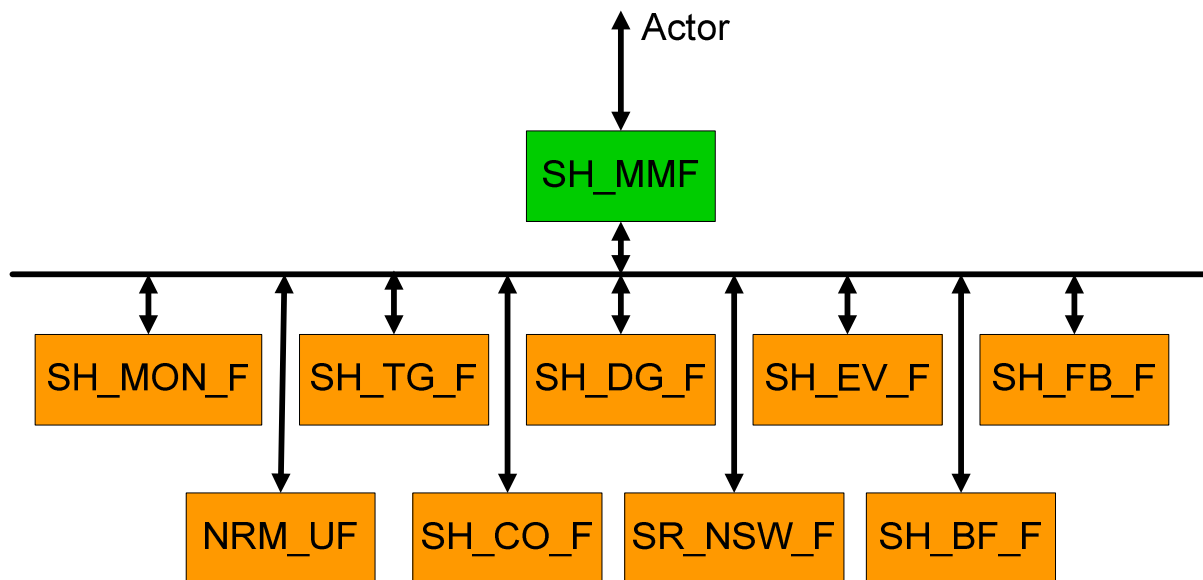 Actor
SH_MMF
SH_MON_F
SH_TG_F
SH_DG_F
SH_EV_F
SH_FB_F
NRM_UF
SH_CO_F
SR_NSW_F
SH_BF_F